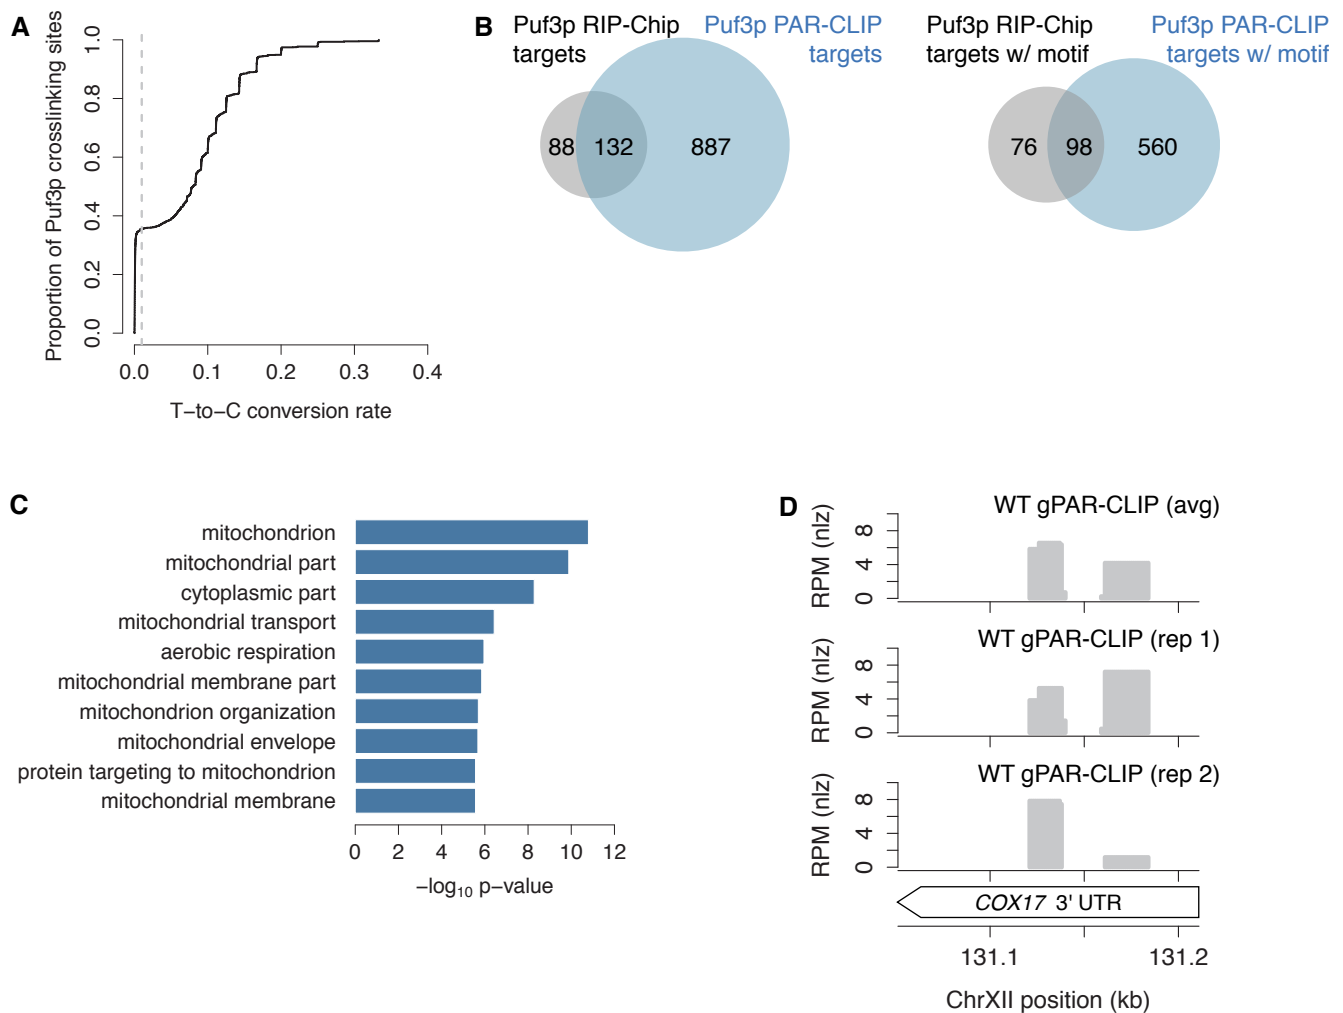 A
Proportion of Puf3p crosslinking sites
1.0
0.8
0.6
0.4
0.2
0.0
0.0 0.1 0.2 0.3 0.4
T−to−C conversion rate
B
Puf3p RIP-Chip targets
Puf3p PAR-CLIP targets
88 132 887
Puf3p RIP-Chip targets w/ motif
Puf3p PAR-CLIP targets w/ motif
76 98 560
C
mitochondrion
mitochondrial part
cytoplasmic part
mitochondrial transport
aerobic respiration
mitochondrial membrane part
mitochondrion organization
mitochondrial envelope
protein targeting to mitochondrion
mitochondrial membrane
0 2 4 6 8 10 12
−log₁₀ p−value
D
WT gPAR-CLIP (avg)
RPM (nlz)
8
4
0
WT gPAR-CLIP (rep 1)
RPM (nlz)
8
4
0
WT gPAR-CLIP (rep 2)
RPM (nlz)
8
4
0
COX17 3' UTR
131.1 131.2
ChrXII position (kb)